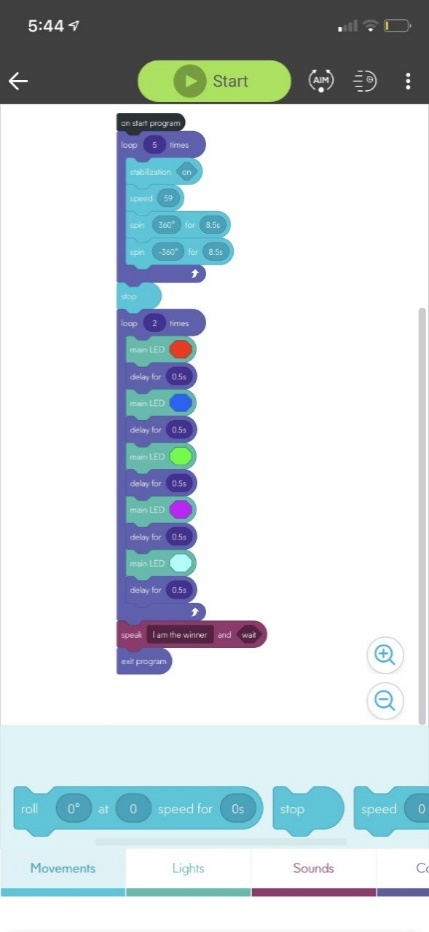 5:44
Start
AIM
on start program
loop 5 times
stabilization on
speed 59
spin 360° for 8.5s
spin -360° for 8.5s
stop
loop 2 times
main LED
delay for 0.5s
main LED
delay for 0.5s
main LED
delay for 0.5s
main LED
delay for 0.5s
main LED
delay for 0.5s
speak I am the winner and wait
exit program
roll 0° at 0 speed for 0s stop speed 0
Movements Lights Sounds Co